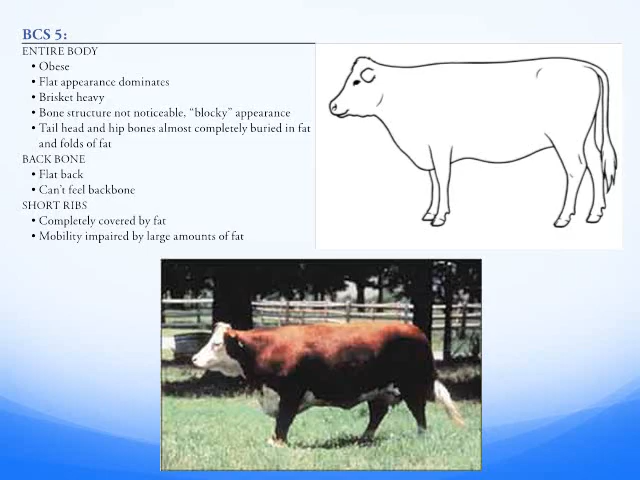 BCS 5:
ENTIRE BODY
• Obese
• Flat appearance dominates
• Brisket heavy
• Bone structure not noticeable, “blocky” appearance
• Tail head and hip bones almost completely buried in fat
and folds of fat
BACK BONE
• Flat back
• Can’t feel backbone
SHORT RIBS
• Completely covered by fat
• Mobility impaired by large amounts of fat